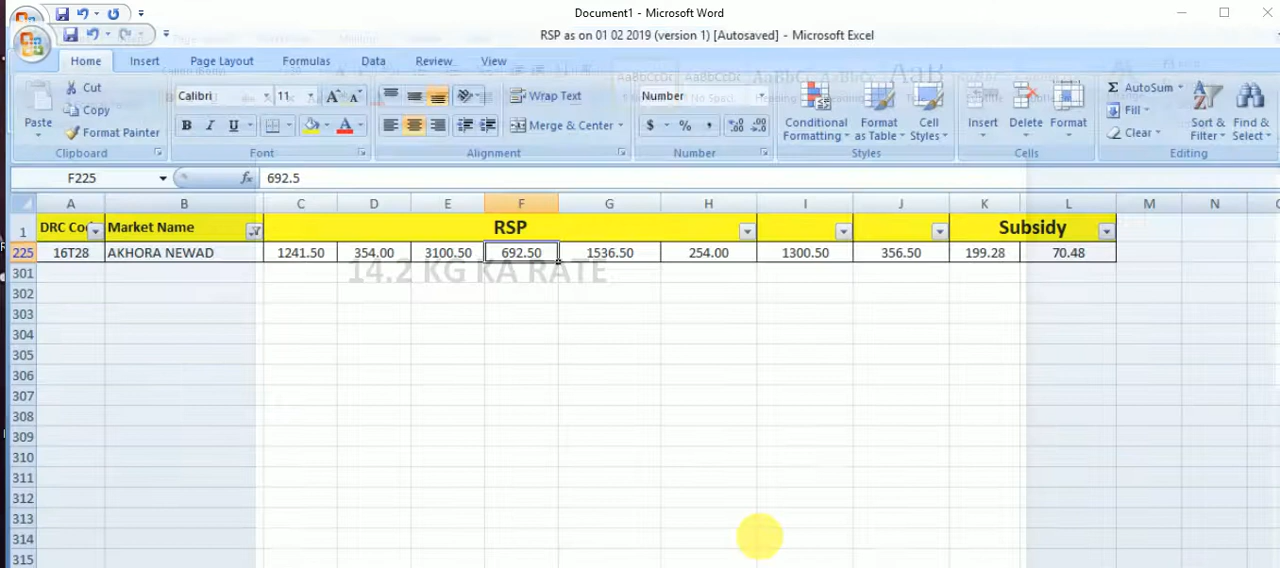 Document1 - Microsoft Word
RSP as on 01 02 2019 (version 1) [Autosaved] - Microsoft Excel
Home Insert Page Layout Formulas Data Review View
Cut
Copy
Format Painter
Paste
Clipboard
Calibri 11
B I U
Font
Wrap Text
Merge & Center
Alignment
Number
$ % ,
Number
Conditional Formatting
Format as Table
Cell Styles
Styles
Insert Delete Format
Cells
AutoSum
Fill
Clear
Sort & Filter
Find & Select
Editing
F225 fx 692.5
A B C D E F G H I J K L M N
1 DRC Co Market Name RSP Subsidy
225 16T28 AKHORA NEWAD 1241.50 354.00 3100.50 692.50 1536.50 254.00 1300.50 356.50 199.28 70.48
14.2 KG KA RATE
301
302
303
304
305
306
307
308
309
310
311
312
313
314
315